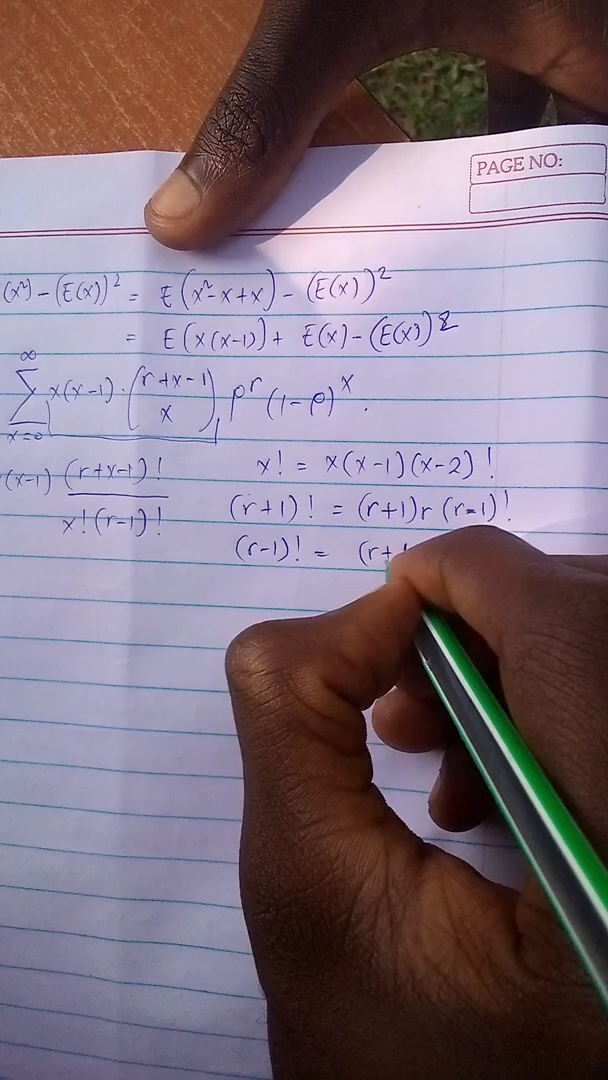 PAGE NO:
(x²) - (E(x))² = E(x²-x+x) - (E(x))²
= E(x(x-1)) + E(x) - (E(x))²
∞
∑ x(x-1) · (r+x-1
x) p^r (1-p)^x.
x=0
(x-1) (r+x-1)! / x!(r-1)!
x! = x(x-1)(x-2)!
(r+1)! = (r+1)r(r-1)!
(r-1)! = (r+1